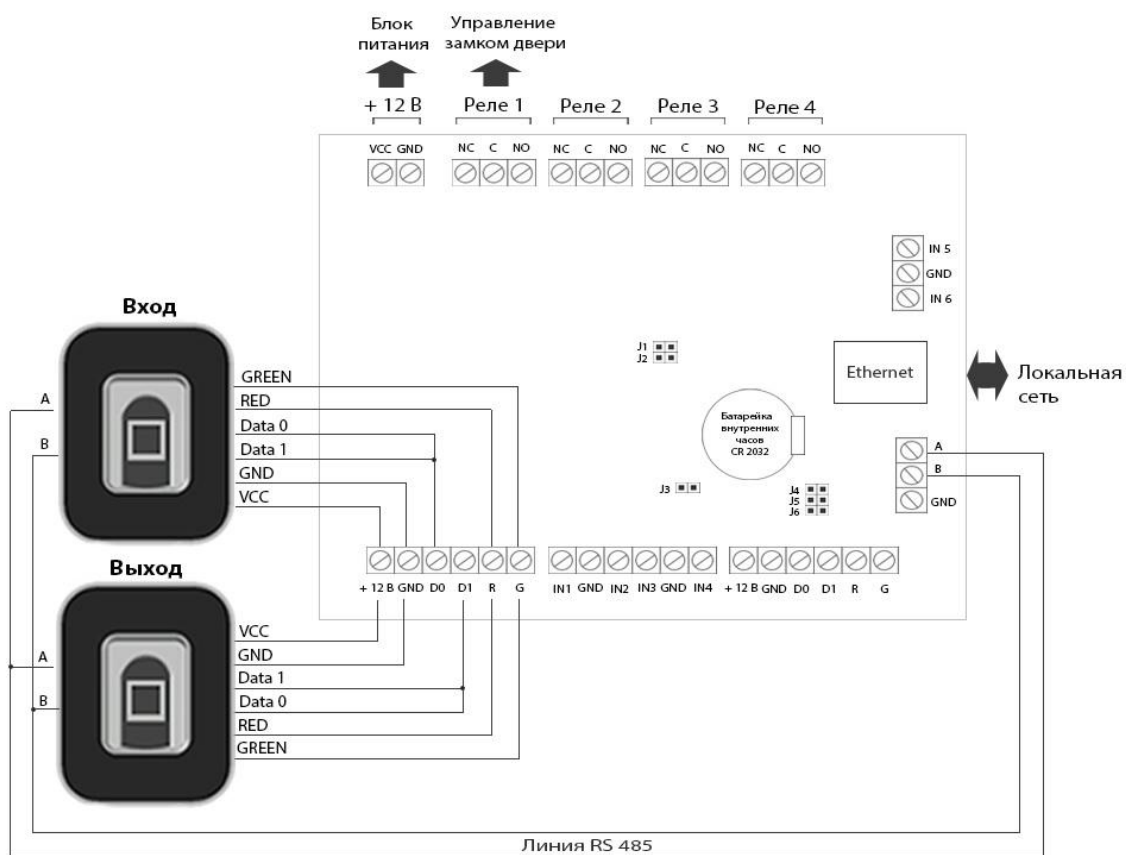 Блок
питания
Управление
замком двери
+ 12 В
Реле 1
Реле 2
Реле 3
Реле 4
VCC GND
NC C NO
NC C NO
NC C NO
NC C NO
IN 5
GND
IN 6
Вход
J1
J2
Ethernet
Локальная
сеть
GREEN
RED
Data 0
Data 1
GND
VCC
A
B
Батарейка
внутренних
часов
CR 2032
A
B
GND
J3
J4
J5
J6
Выход
+ 12 В GND D0 D1 R G
IN1 GND IN2 IN3 GND IN4
+ 12 В GND D0 D1 R G
VCC
GND
Data 1
Data 0
RED
GREEN
A
B
Линия RS 485